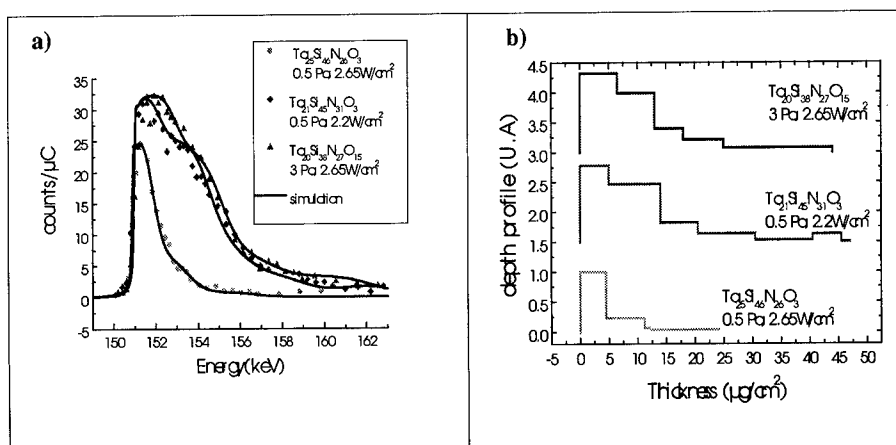 a)
Ta₂₅Si₄₆N₂₆O₃
0.5 Pa 2.65W/cm²
Ta₂₁Si₄₅N₃₁O₃
0.5 Pa 2.2W/cm²
Ta₂₀Si₃₈N₂₇O₁₅
3 Pa 2.65W/cm²
simulation
counts/µC
35
30
25
20
15
10
5
0
-5
150 152 154 156 158 160 162
Energy(keV)
b)
depth profile (U.A)
4.5
4.0
3.5
3.0
2.5
2.0
1.5
1.0
0.5
0.0
Ta₂₀Si₃₈N₂₇O₁₅
3 Pa 2.65W/cm²
Ta₂₁Si₄₅N₃₁O₃
0.5 Pa 2.2W/cm²
Ta₂₅Si₄₆N₂₆O₃
0.5 Pa 2.65W/cm²
-5 0 5 10 15 20 25 30 35 40 45 50
Thickness (µg/cm²)